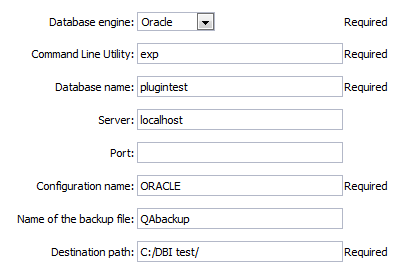 Database engine: Oracle Required
Command Line Utility: exp Required
Database name: plugintest Required
Server: localhost
Port:
Configuration name: ORACLE Required
Name of the backup file: QAbackup
Destination path: C:/DBI test/ Required